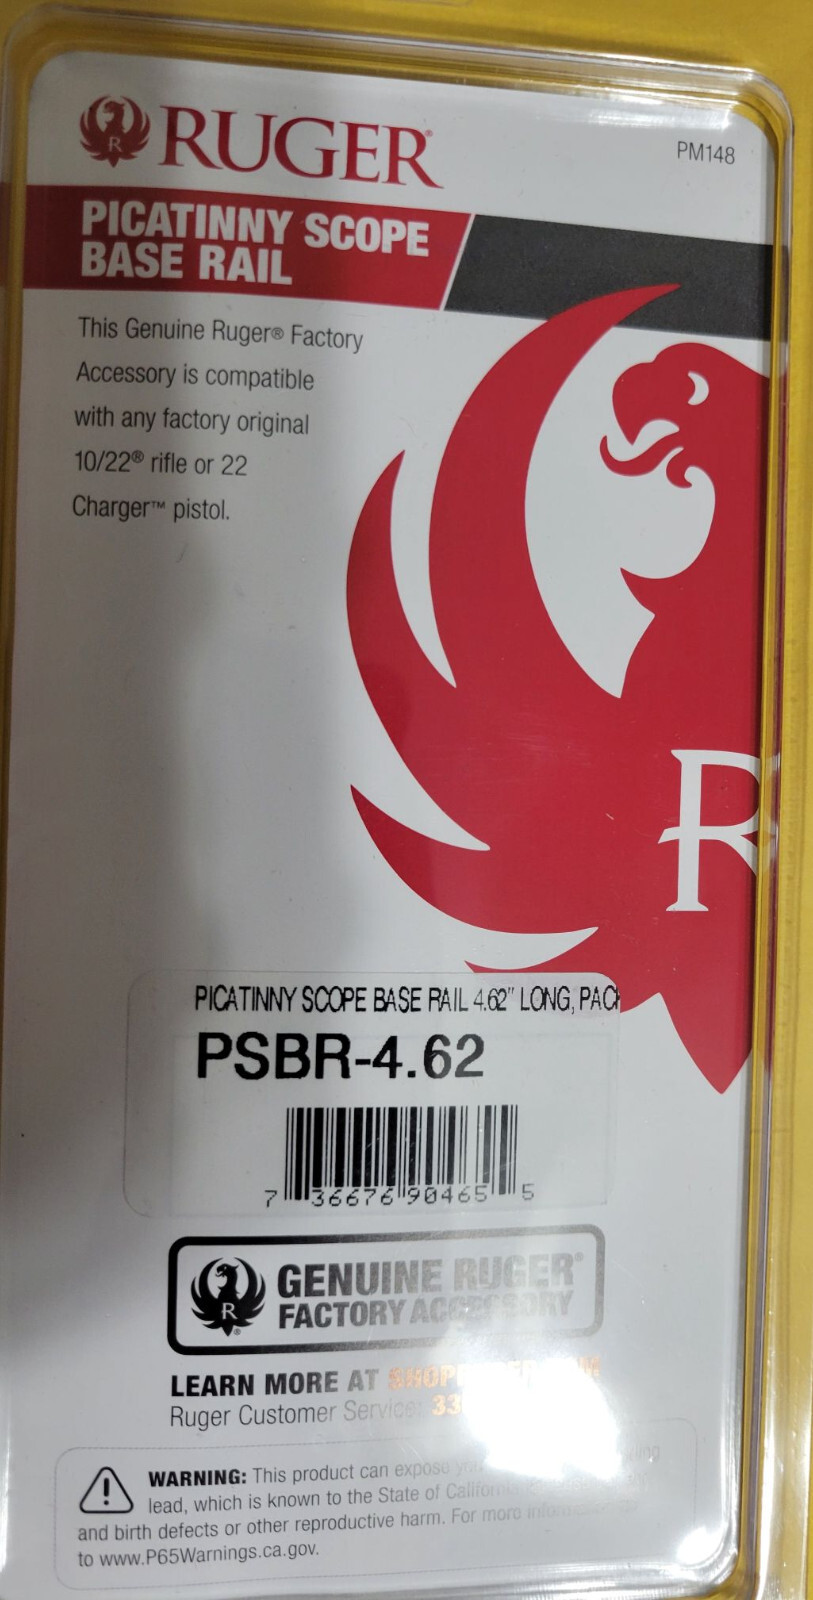 RUGER®
PM148
PICATINNY SCOPE
BASE RAIL
This Genuine Ruger® Factory
Accessory is compatible
with any factory original
10/22® rifle or 22
Charger™ pistol.
R
PICATINNY SCOPE BASE RAIL 4.62" LONG, PACK
PSBR-4.62
7 36676 90465 5
R
GENUINE RUGER®
FACTORY ACCESSORY
LEARN MORE AT
Ruger Customer Service: 33
WARNING: This product can expose
lead, which is known to the State of California
and birth defects or other reproductive harm. For more information
to www.P65Warnings.ca.gov.